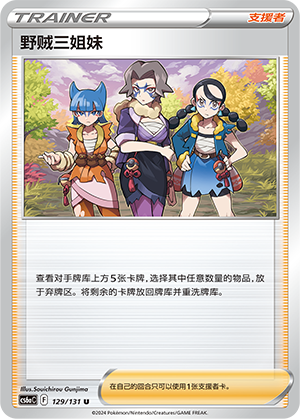 TRAINER 支援者
野贼三姐妹
查看对手牌库上方5张卡牌，选择其中任意数量的物品，放
于弃牌区。将剩余的卡牌放回牌库并重洗牌库。
Illus.Souichirou Gunjima
CS6aC F 129/131 U
在自己的回合只可以使用1张支援者卡。
©2024 Pokémon/Nintendo/Creatures/GAME FREAK.